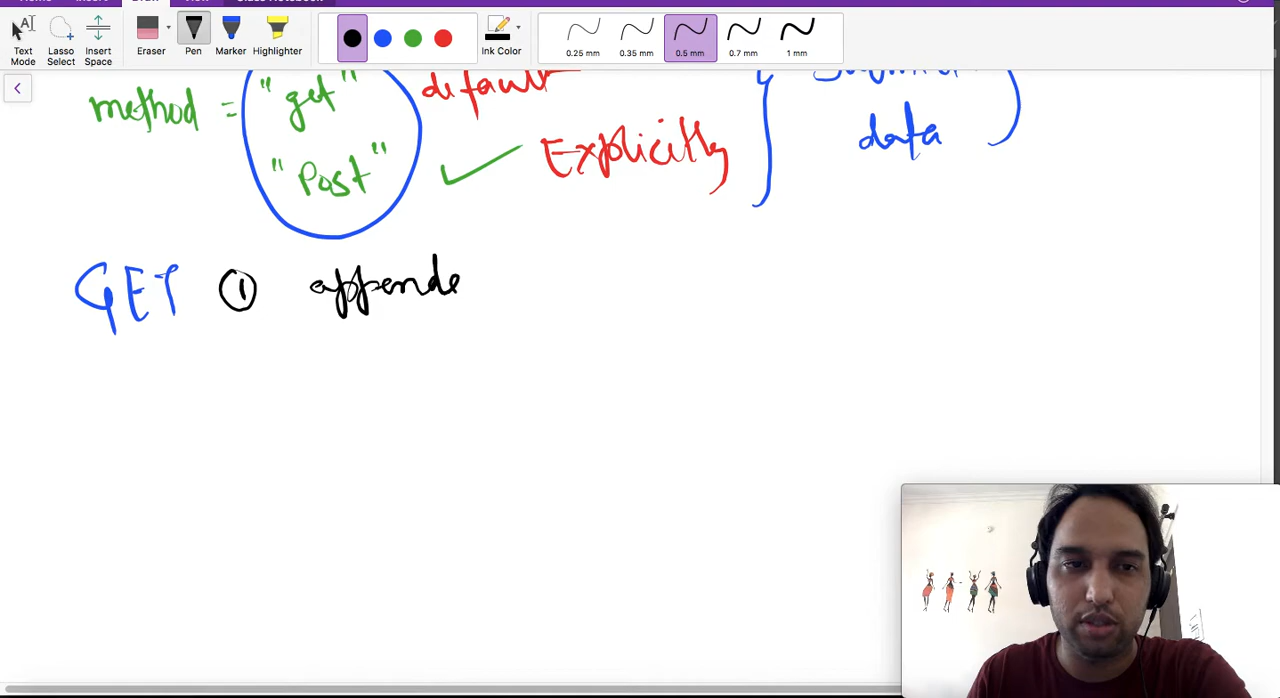 Text Mode
Lasso Select
Insert Space
Eraser
Pen
Marker
Highlighter
Ink Color
0.25 mm
0.35 mm
0.5 mm
0.7 mm
1 mm
method = "get" default
"Post" Explicitly
data
GET ① appende